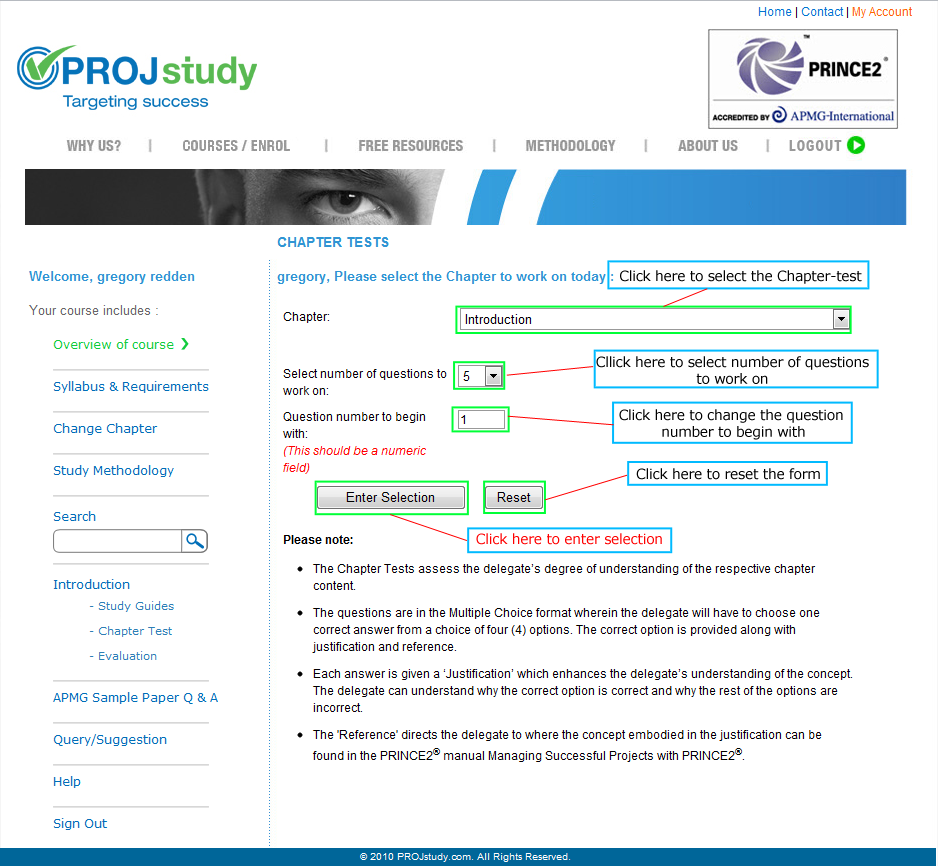 Home | Contact | My Account
PROJstudy
Targeting success
™
PRINCE2®
ACCREDITED BY APMG-International
WHY US? | COURSES / ENROL | FREE RESOURCES | METHODOLOGY | ABOUT US | LOGOUT
CHAPTER TESTS
Welcome, gregory redden
Your course includes :
Overview of course ❯
Syllabus & Requirements
Change Chapter
Study Methodology
Search
Introduction
- Study Guides
- Chapter Test
- Evaluation
APMG Sample Paper Q & A
Query/Suggestion
Help
Sign Out
gregory, Please select the Chapter to work on today :
Click here to select the Chapter-test
Chapter:
Introduction
Select number of questions to
work on:
5
Cllick here to select number of questions
to work on
Question number to begin
with:
(This should be a numeric
field)
1
Click here to change the question
number to begin with
Click here to reset the form
Enter Selection
Reset
Click here to enter selection
Please note:
• The Chapter Tests assess the delegate's degree of understanding of the respective chapter
content.
• The questions are in the Multiple Choice format wherein the delegate will have to choose one
correct answer from a choice of four (4) options. The correct option is provided along with
justification and reference.
• Each answer is given a ‘Justification’ which enhances the delegate’s understanding of the concept.
The delegate can understand why the correct option is correct and why the rest of the options are
incorrect.
• The 'Reference' directs the delegate to where the concept embodied in the justification can be
found in the PRINCE2® manual Managing Successful Projects with PRINCE2®.
© 2010 PROJstudy.com. All Rights Reserved.